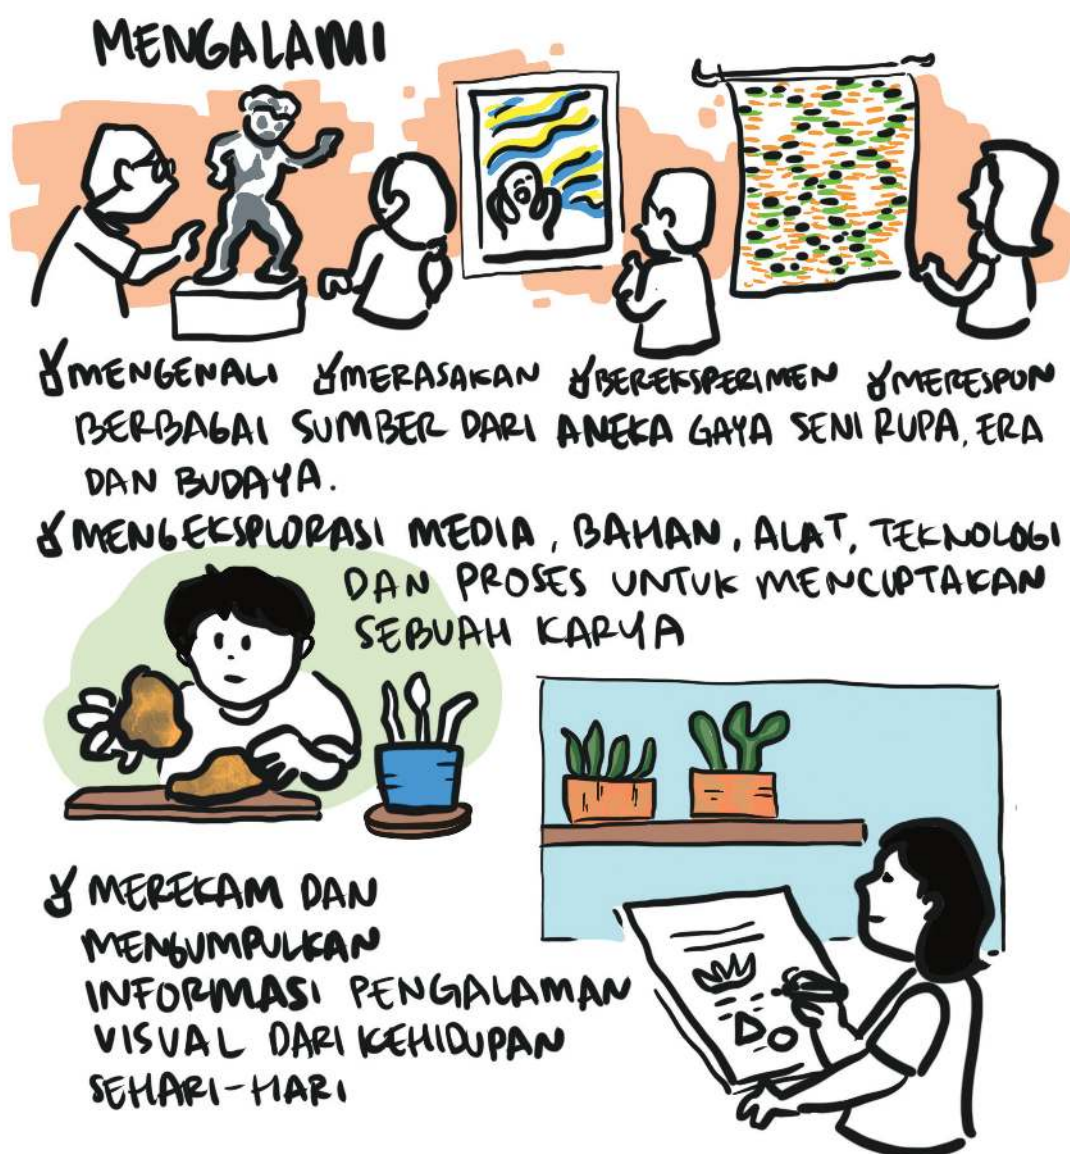 MENGALAMI
MENGENALI MERASAKAN BEREKSPERIMEN MERESPON
BERBAGAI SUMBER DARI ANEKA GAYA SENI RUPA, ERA
DAN BUDAYA.
MENGEKSPLORASI MEDIA, BAHAN, ALAT, TEKNOLOGI
DAN PROSES UNTUK MENCIPTAKAN
SEBUAH KARYA
MEREKAM DAN
MENGUMPULKAN
INFORMASI PENGALAMAN
VISUAL DARI KEHIDUPAN
SEHARI-HARI